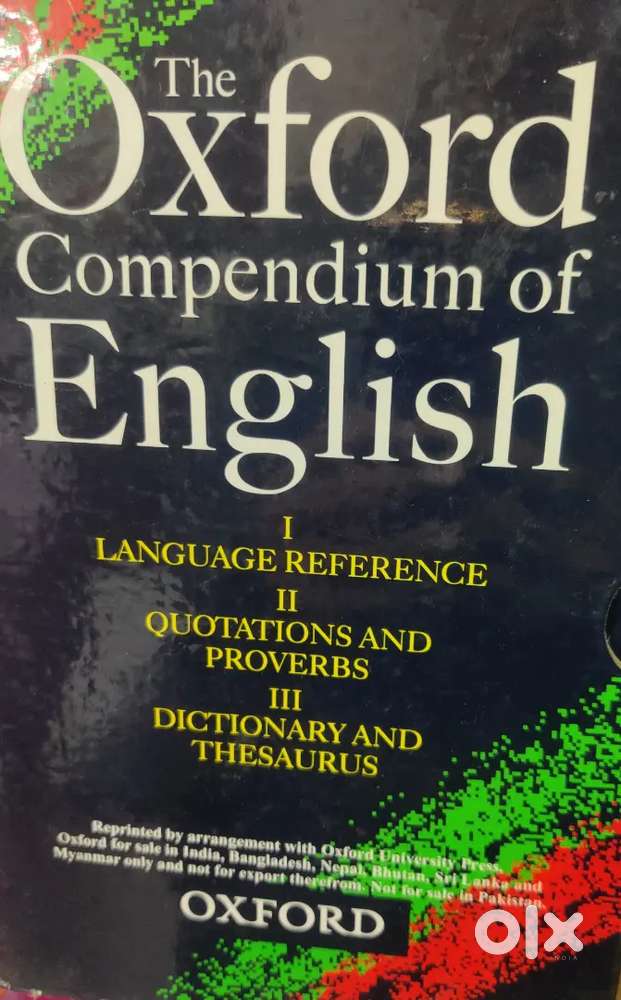 The
Oxford
Compendium of
English
I
LANGUAGE REFERENCE
II
QUOTATIONS AND
PROVERBS
III
DICTIONARY AND
THESAURUS
Reprinted by arrangement with Oxford University Press,
Oxford for sale in India, Bangladesh, Nepal, Bhutan, Sri Lanka and
Myanmar only and not for export therefrom. Not for sale in Pakistan.
OXFORD
olx
INDIA